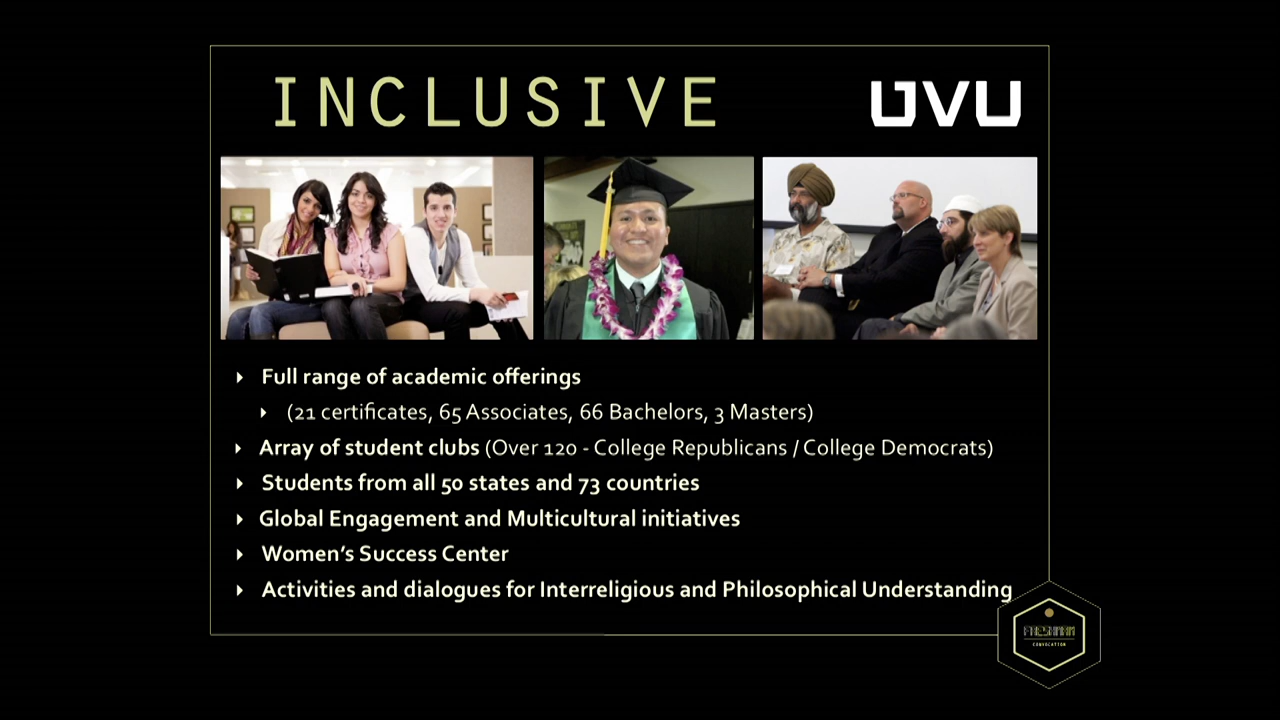 INCLUSIVE
UVU
Full range of academic offerings
(21 certificates, 65 Associates, 66 Bachelors, 3 Masters)
Array of student clubs (Over 120 - College Republicans / College Democrats)
Students from all 50 states and 73 countries
Global Engagement and Multicultural initiatives
Women’s Success Center
Activities and dialogues for Interreligious and Philosophical Understanding
FRESHMAN
CONVOCATION